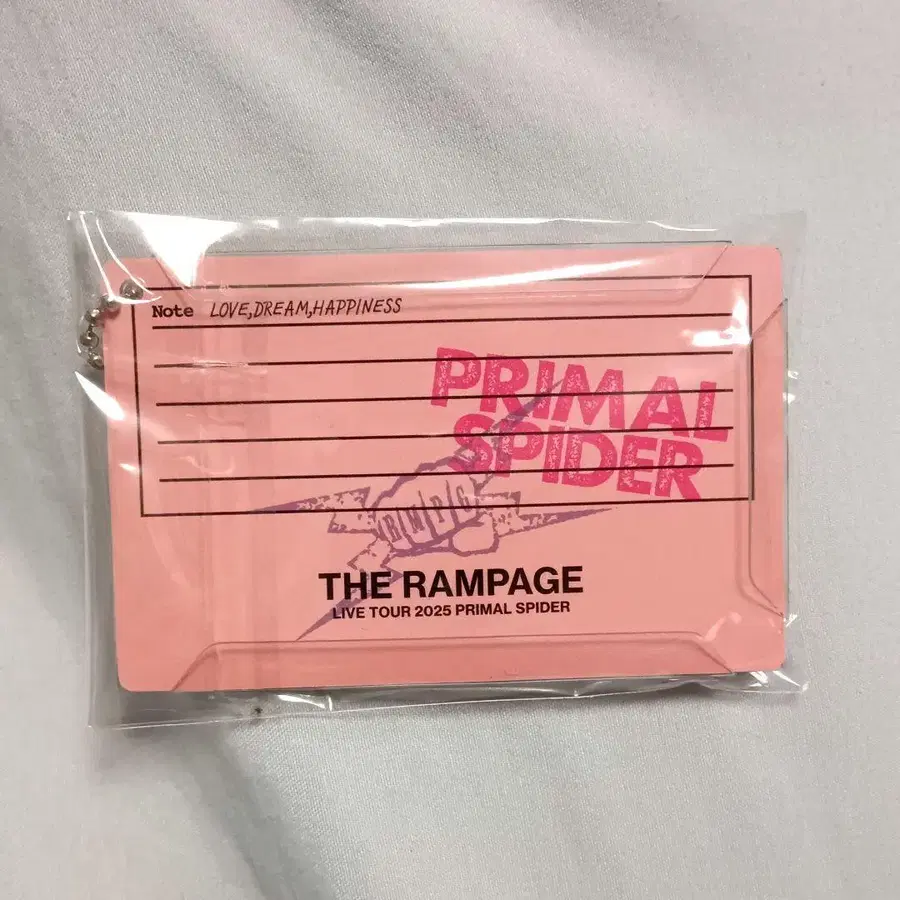 Note LOVE,DREAM,HAPPINESS
PRIMAL
SPIDER
RMPG
THE RAMPAGE
LIVE TOUR 2025 PRIMAL SPIDER